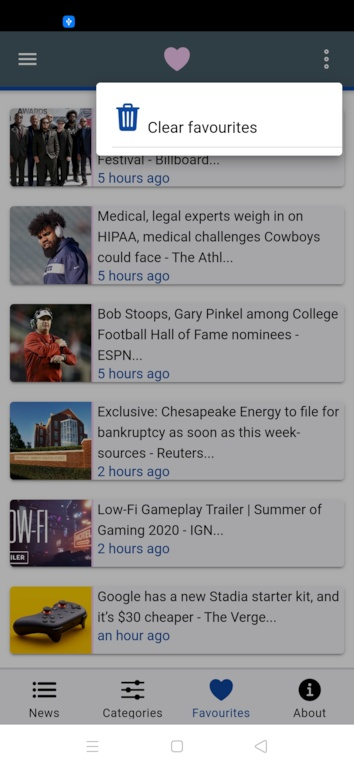 AWARDS
Clear favourites
Festival - Billboard...
5 hours ago
Medical, legal experts weigh in on
HIPAA, medical challenges Cowboys
could face - The Athl...
5 hours ago
Bob Stoops, Gary Pinkel among College
Football Hall of Fame nominees -
ESPN...
5 hours ago
Exclusive: Chesapeake Energy to file for
bankruptcy as soon as this week-
sources - Reuters...
2 hours ago
OW-FI
ILER
Low-Fi Gameplay Trailer | Summer of
Gaming 2020 - IGN...
2 hours ago
Google has a new Stadia starter kit, and
it's $30 cheaper - The Verge...
an hour ago
News
Categories
Favourites
About